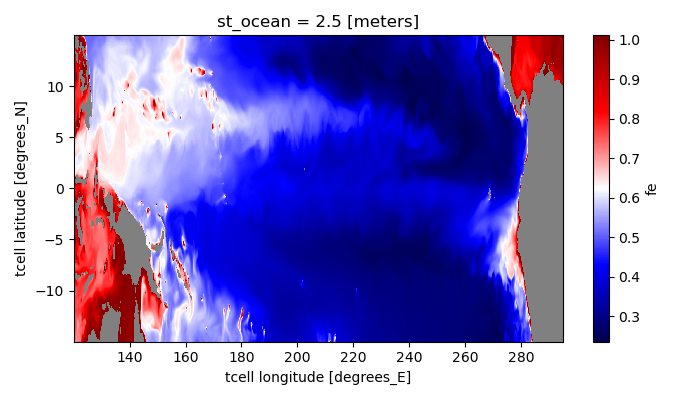 st_ocean = 2.5 [meters]
10
5
0
−5
−10
tcell latitude [degrees_N]
140 160 180 200 220 240 260 280
tcell longitude [degrees_E]
1.0
0.9
0.8
0.7
0.6
0.5
0.4
0.3
fe